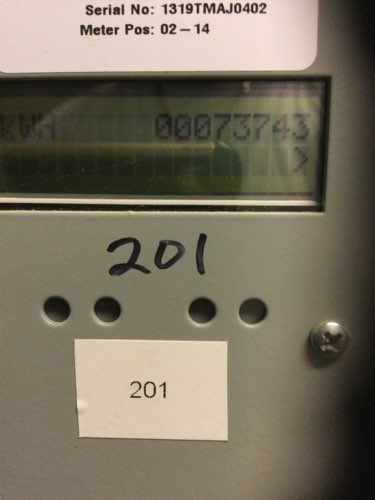 Serial No: 1319TMAJ0402
Meter Pos: 02-14
kWH 00073743
>
201
201